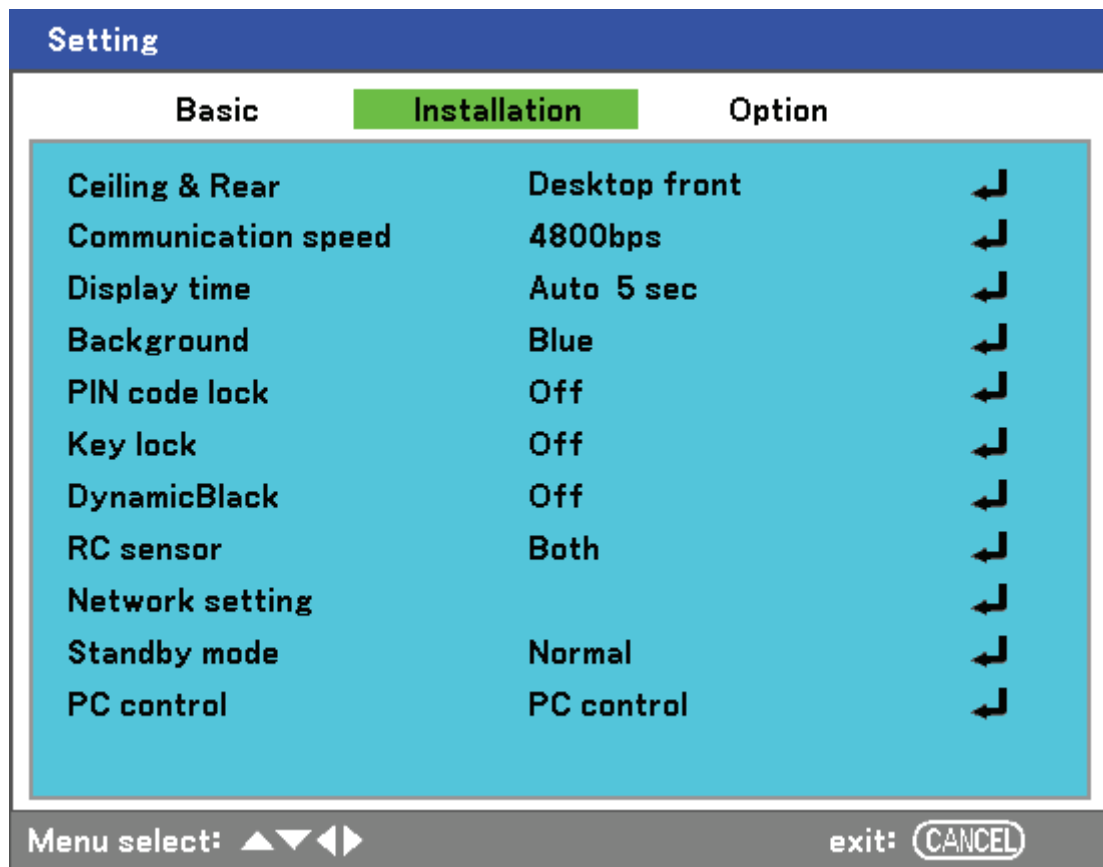 Setting
Basic Installation Option
Ceiling & Rear Desktop front
Communication speed 4800bps
Display time Auto 5 sec
Background Blue
PIN code lock Off
Key lock Off
DynamicBlack Off
RC sensor Both
Network setting
Standby mode Normal
PC control PC control
Menu select: ▲▼◀▶ exit: CANCEL